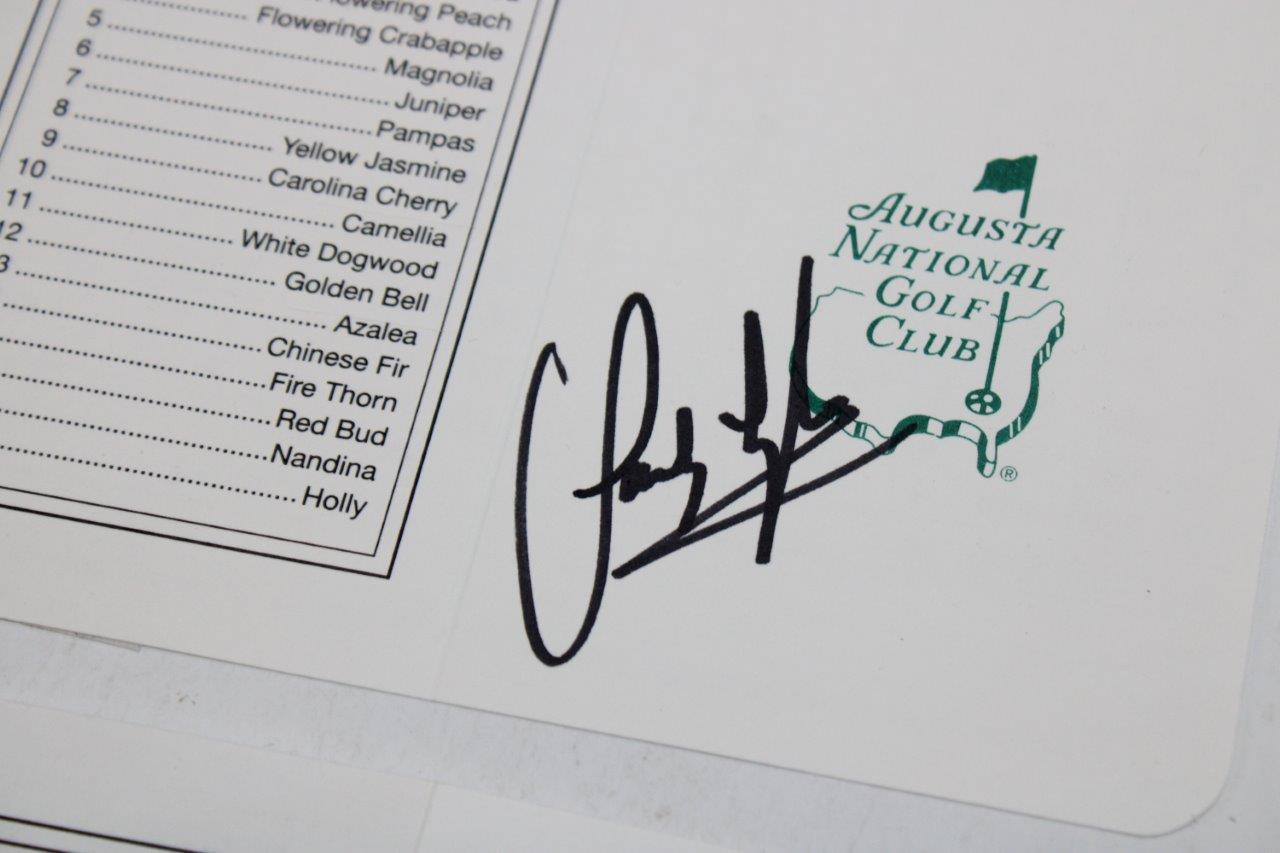 Flowering Peach
Flowering Crabapple
5 Magnolia
6 Juniper
7 Pampas
8 Yellow Jasmine
9 Carolina Cherry
10 Camellia
11 White Dogwood
12 Golden Bell
3 Azalea
Chinese Fir
Fire Thorn
Red Bud
Nandina
Holly
AUGUSTA
NATIONAL
GOLF
CLUB
®